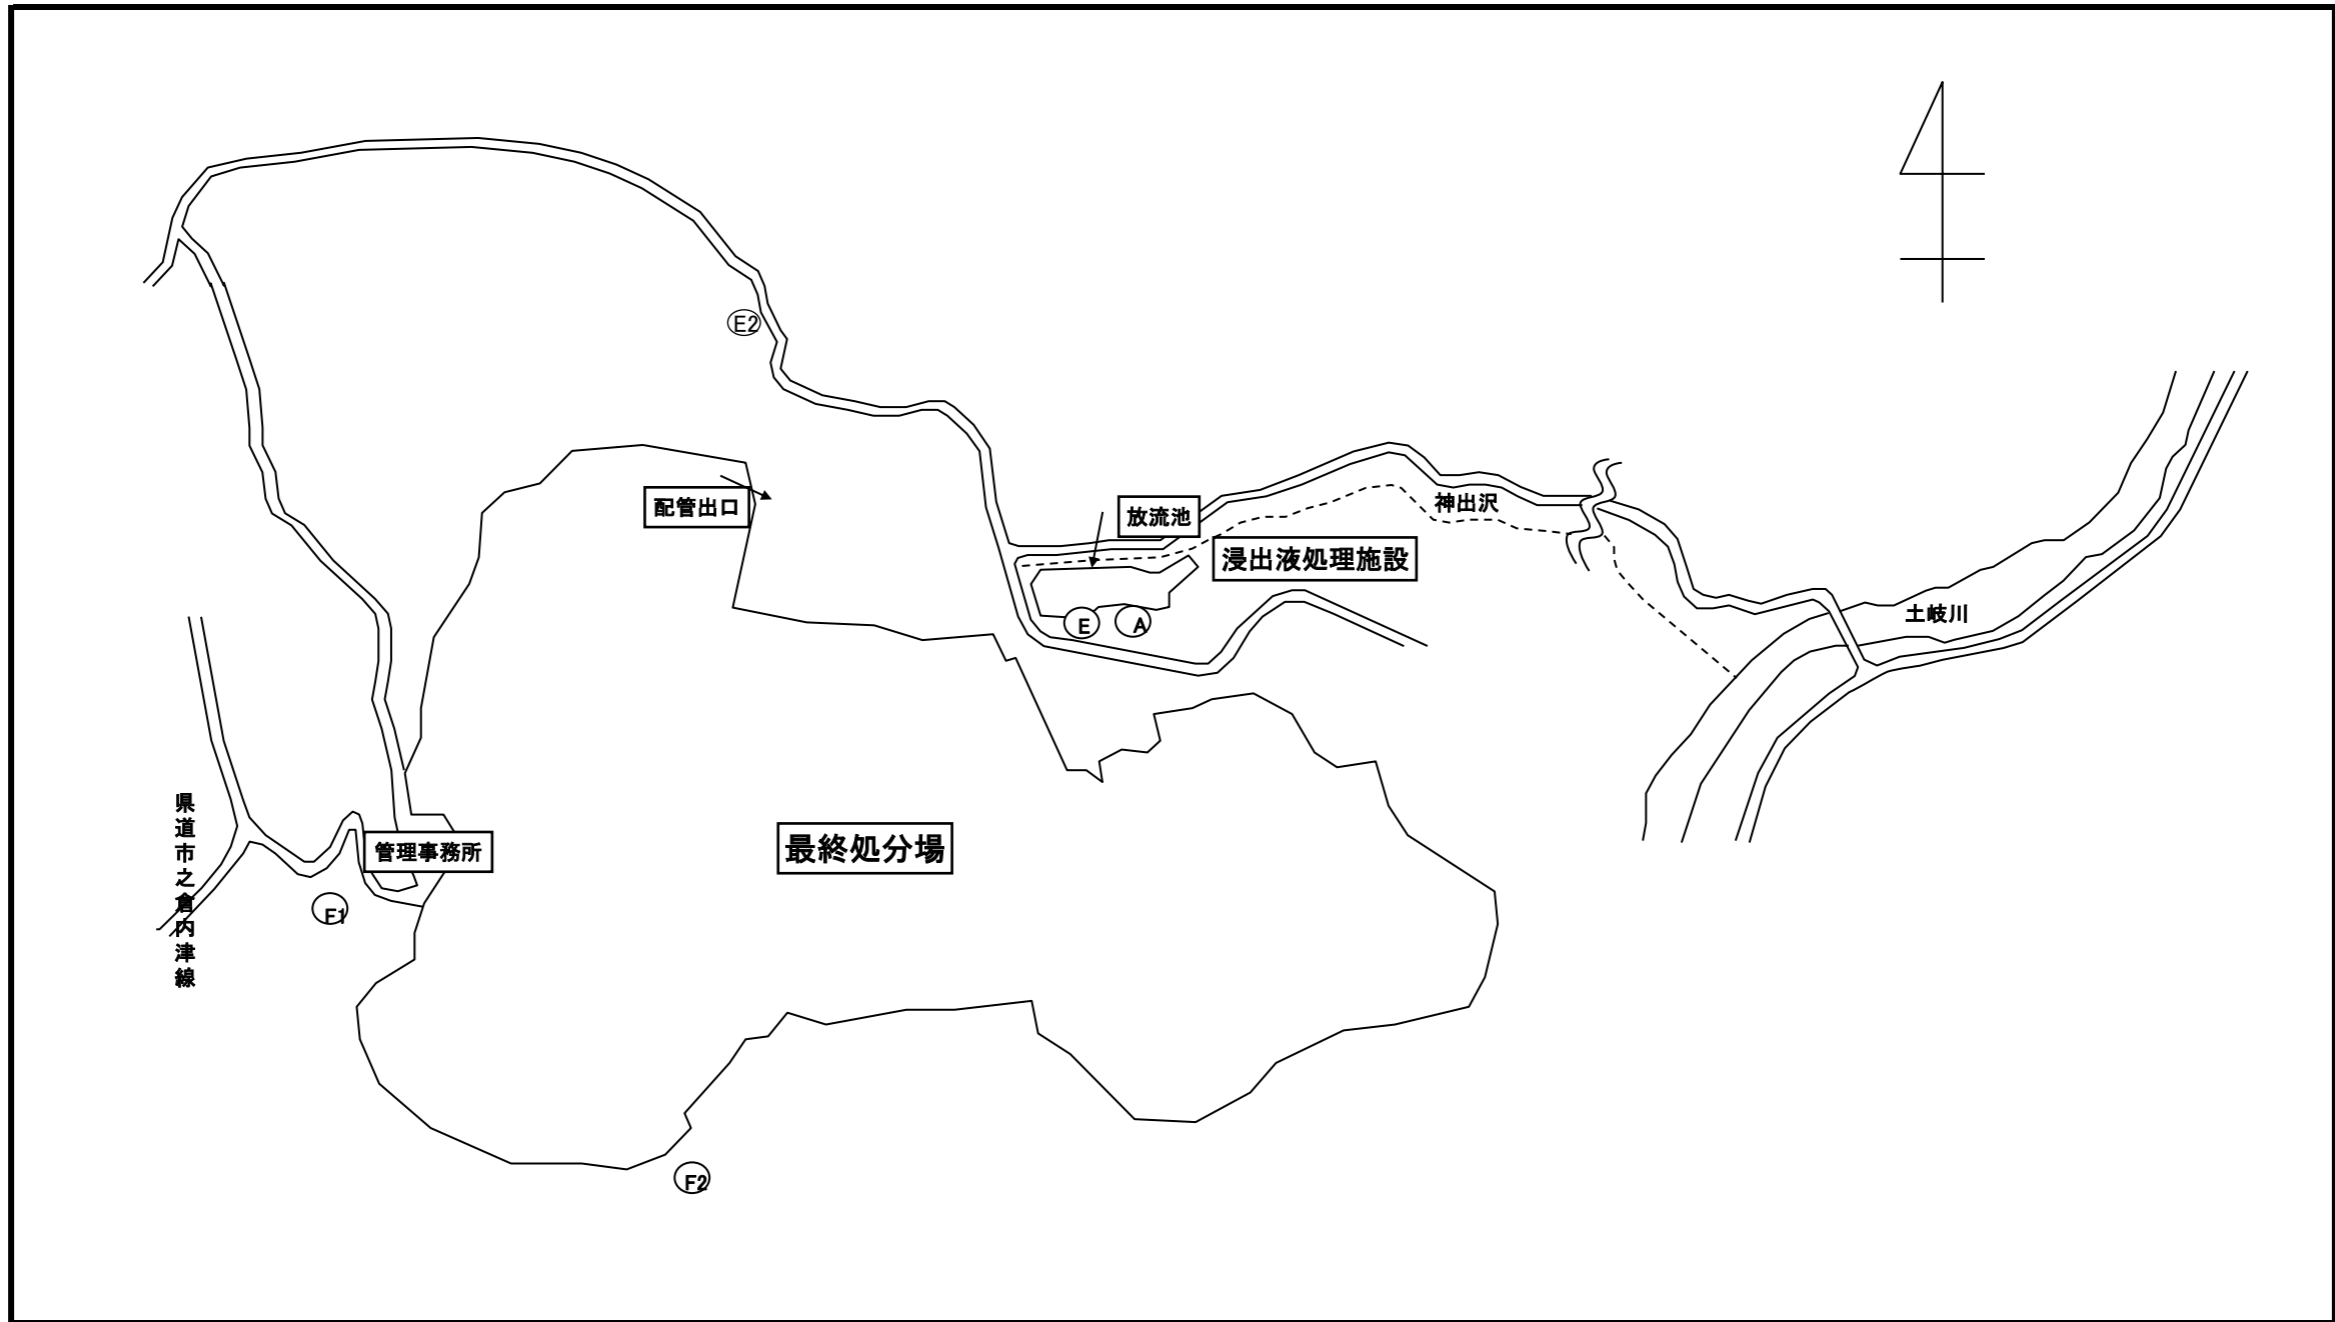 E2
配管出口
放流池
神出沢
浸出液処理施設
E
A
土岐川
県道市之倉内津線
管理事務所
最終処分場
F1
F2